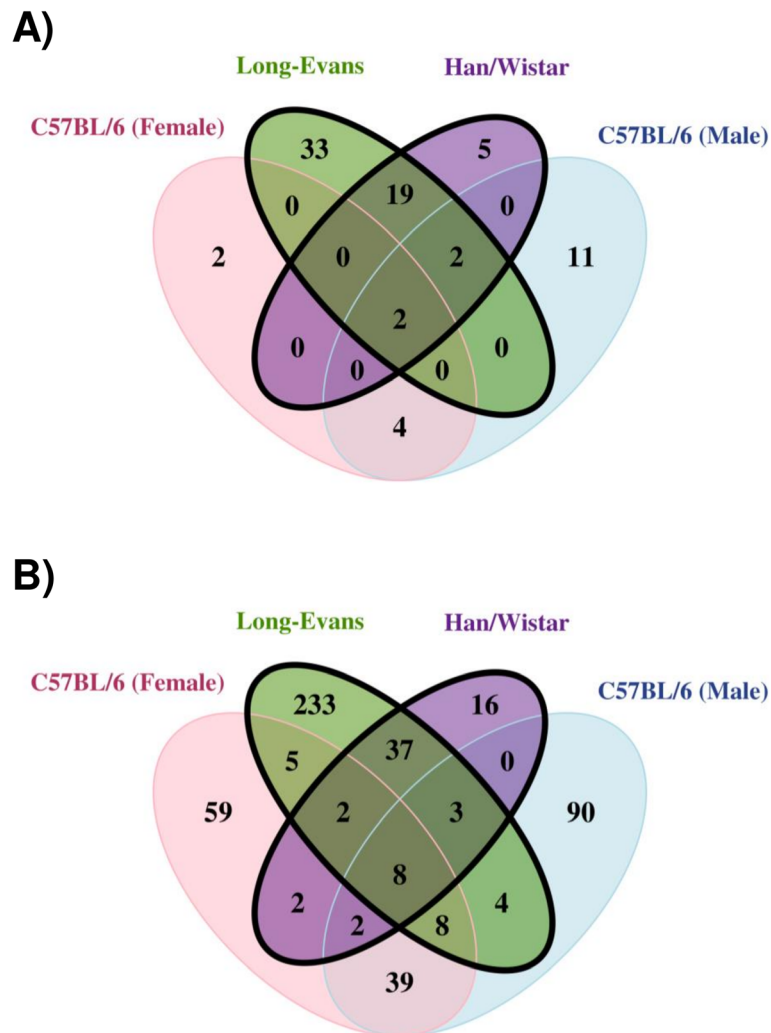 A)
Long-Evans Han/Wistar
C57BL/6 (Female) C57BL/6 (Male)
33 5
19
0 0
2 0 2 11
2
0 0
0 0
4
B)
Long-Evans Han/Wistar
C57BL/6 (Female) C57BL/6 (Male)
233 16
37
5 0
59 2 3 90
8
2 4
2 8
39